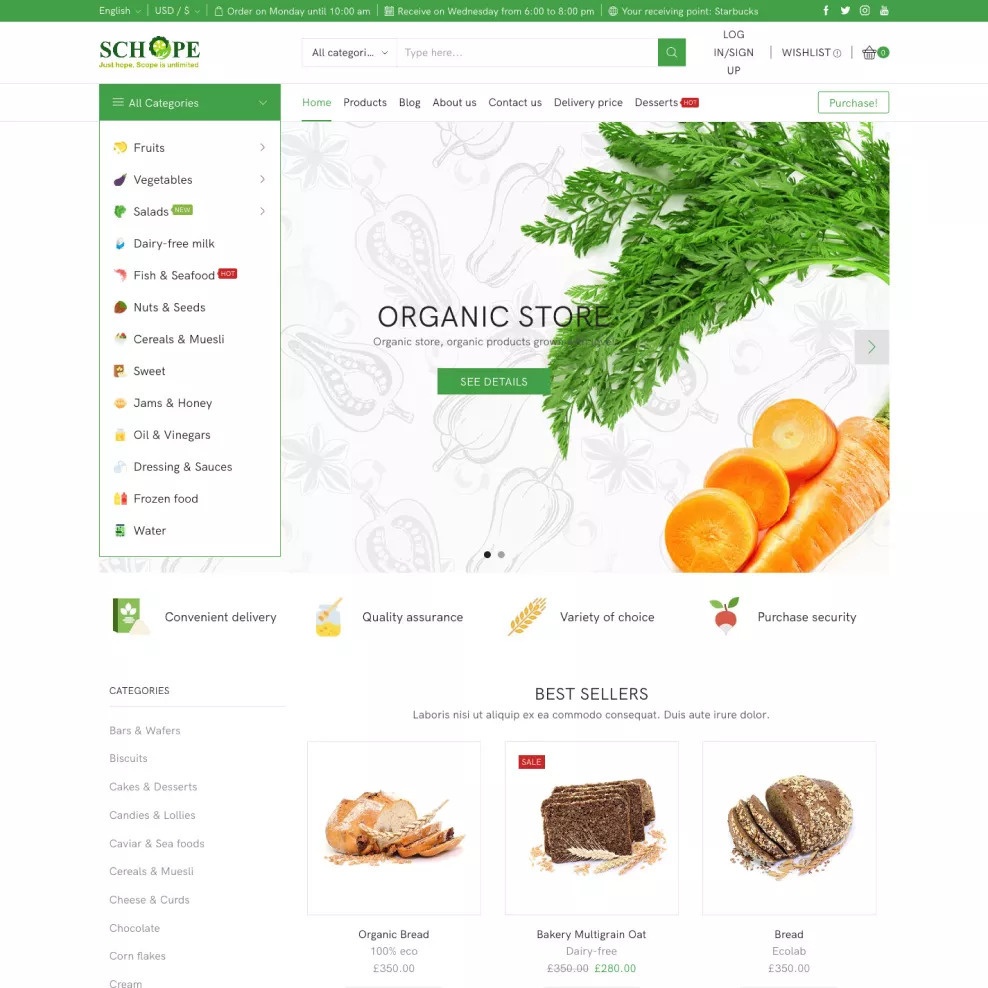 English
USD / $
Order on Monday until 10:00 am
Receive on Wednesday from 6:00 to 8:00 pm
Your receiving point: Starbucks
SCHOPE
Just hope, Scope is unlimited
All categori...
Type here...
LOG
IN/SIGN
UP
WISHLIST
0
All Categories
Home
Products
Blog
About us
Contact us
Delivery price
Desserts HOT
Purchase!
Fruits
Vegetables
Salads NEW
Dairy-free milk
Fish & Seafood HOT
Nuts & Seeds
Cereals & Muesli
Sweet
Jams & Honey
Oil & Vinegars
Dressing & Sauces
Frozen food
Water
ORGANIC STORE
Organic store, organic products grown
SEE DETAILS
Convenient delivery
Quality assurance
Variety of choice
Purchase security
CATEGORIES
Bars & Wafers
Biscuits
Cakes & Desserts
Candies & Lollies
Caviar & Sea foods
Cereals & Muesli
Cheese & Curds
Chocolate
Corn flakes
Cream
BEST SELLERS
Laboris nisi ut aliquip ex ea commodo consequat. Duis aute irure dolor.
Organic Bread
100% eco
£350.00
SALE
Bakery Multigrain Oat
Dairy-free
£350.00 £280.00
Bread
Ecolab
£350.00